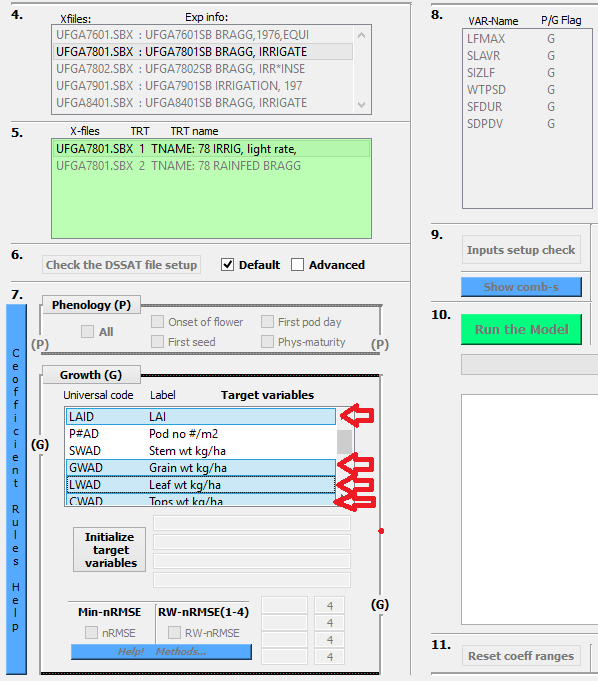 4.
Xfiles: Exp info:
UFGA7601.SBX : UFGA7601SB BRAGG,1976,EQUI
UFGA7801.SBX : UFGA7801SB BRAGG, IRRIGATE
UFGA7802.SBX : UFGA7802SB BRAGG, IRR*INSE
UFGA7901.SBX : UFGA7901SB IRRIGATION, 197
UFGA8401.SBX : UFGA8401SB BRAGG, IRRIGATE
5.
X-files TRT TRT name
UFGA7801.SBX 1 TNAME: 78 IRRIG, light rate,
UFGA7801.SBX 2 TNAME: 78 RAINFED BRAGG
6.
Check the DSSAT file setup Default Advanced
7.
Ceofficient Rules Help
Phenology (P)
(P) All Onset of flower First pod day (P)
First seed Phys-maturity
Growth (G)
Universal code Label Target variables
LAID LAI
P#AD Pod no #/m2
SWAD Stem wt kg/ha
(G)
GWAD Grain wt kg/ha
LWAD Leaf wt kg/ha
CWAD Tops wt kg/ha
Initialize
target
variables
Min-nRMSE RW-nRMSE(1-4) 4 (G)
4
nRMSE RW-nRMSE 4
Help! Methods... 4
8.
VAR-Name P/G Flag
LFMAX G
SLAVR G
SIZLF G
WTPSD G
SFDUR G
SDPDV G
9.
Inputs setup check
Show comb-s
10.
Run the Model
11.
Reset coeff ranges